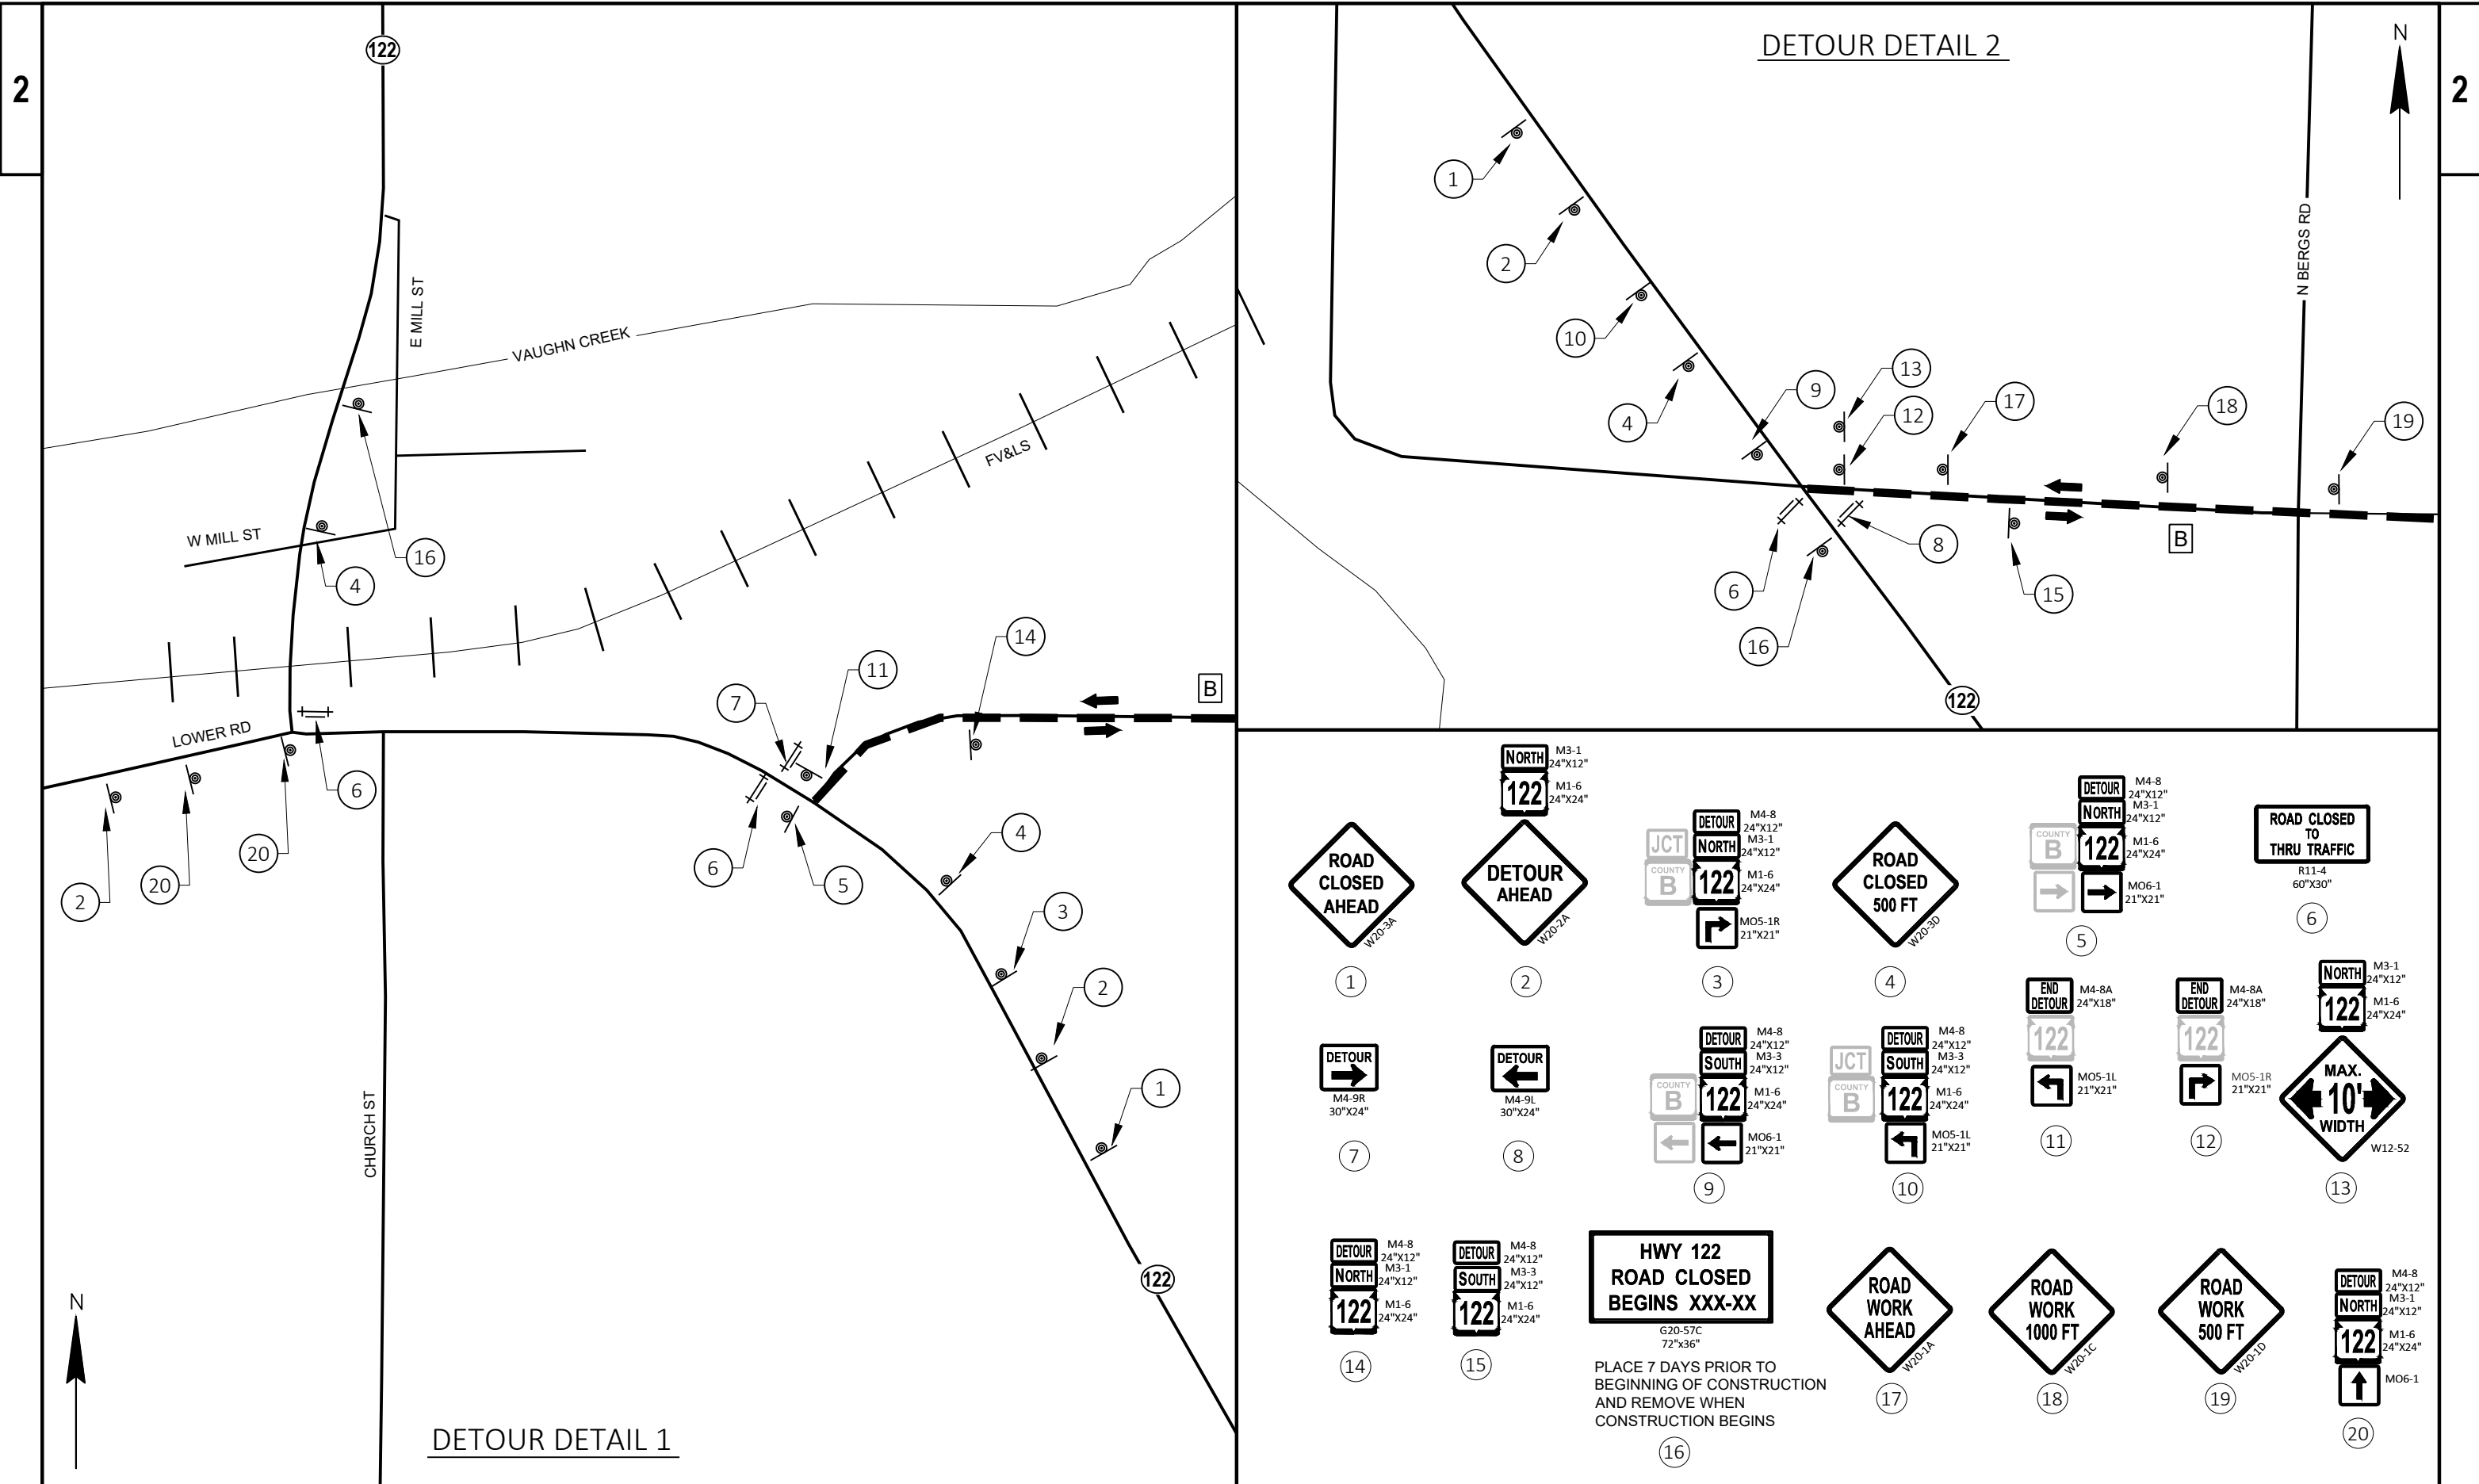 2
122
E MILL ST
VAUGHN CREEK
FV&LS
W MILL ST
16
4
14
11
7
B
LOWER RD
6
20
20
2
6
5
4
3
2
1
CHURCH ST
122
N
DETOUR DETAIL 1
DETOUR DETAIL 2
N
2
N BERGS RD
1
2
10
4
9
13
12
17
18
19
8
B
6
15
16
122
ROAD
CLOSED
AHEAD
W20-3A
1
NORTH
M3-1
24"X12"
122
M1-6
24"X24"
DETOUR
AHEAD
W20-2A
2
JCT
COUNTY
B
DETOUR
M4-8
24"X12"
NORTH
M3-1
24"X12"
122
M1-6
24"X24"
MO5-1R
21"X21"
3
ROAD
CLOSED
500 FT
W20-3D
4
COUNTY
B
DETOUR
M4-8
24"X12"
NORTH
M3-1
24"X12"
122
M1-6
24"X24"
MO6-1
21"X21"
5
ROAD CLOSED
TO
THRU TRAFFIC
R11-4
60"X30"
6
DETOUR
M4-9R
30"X24"
7
DETOUR
M4-9L
30"X24"
8
COUNTY
B
DETOUR
M4-8
24"X12"
SOUTH
M3-3
24"X12"
122
M1-6
24"X24"
MO6-1
21"X21"
9
JCT
COUNTY
B
DETOUR
M4-8
24"X12"
SOUTH
M3-3
24"X12"
122
M1-6
24"X24"
MO5-1L
21"X21"
10
END
DETOUR
M4-8A
24"X18"
122
MO5-1L
21"X21"
11
END
DETOUR
M4-8A
24"X18"
122
MO5-1R
21"X21"
12
NORTH
M3-1
24"X12"
122
M1-6
24"X24"
MAX.
10'
WIDTH
W12-52
13
DETOUR
M4-8
24"X12"
NORTH
M3-1
24"X12"
122
M1-6
24"X24"
14
DETOUR
M4-8
24"X12"
SOUTH
M3-3
24"X12"
122
M1-6
24"X24"
15
HWY 122
ROAD CLOSED
BEGINS XXX-XX
G20-57C
72"x36"
PLACE 7 DAYS PRIOR TO
BEGINNING OF CONSTRUCTION
AND REMOVE WHEN
CONSTRUCTION BEGINS
16
ROAD
WORK
AHEAD
W20-1A
17
ROAD
WORK
1000 FT
W20-1C
18
ROAD
WORK
500 FT
W20-1D
19
DETOUR
M4-8
24"X12"
NORTH
M3-1
24"X12"
122
M1-6
24"X24"
MO6-1
20